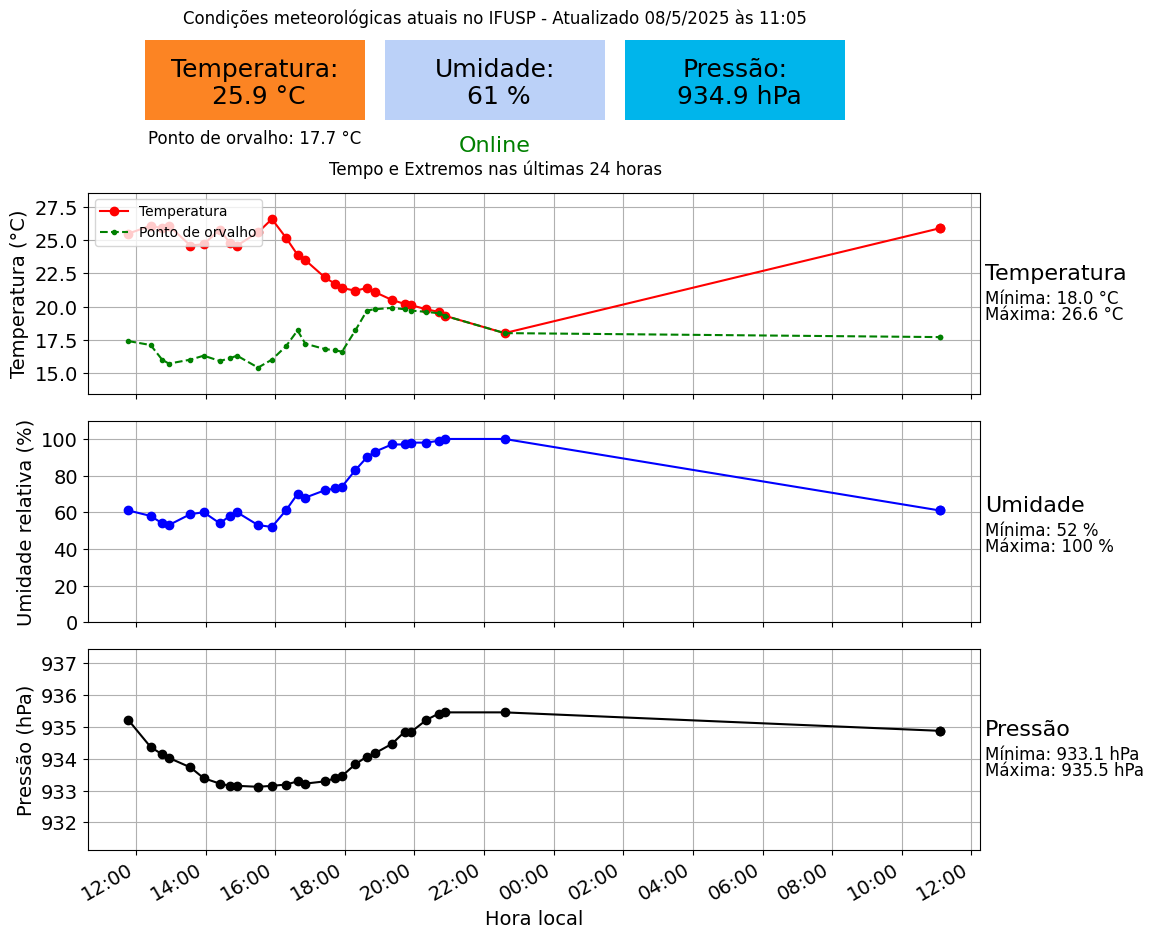 Condições meteorológicas atuais no IFUSP - Atualizado 08/5/2025 às 11:05
Temperatura:
25.9 °C
Umidade:
61 %
Pressão:
934.9 hPa
Ponto de orvalho: 17.7 °C
Online
Tempo e Extremos nas últimas 24 horas
Temperatura (°C)
27.5
25.0
22.5
20.0
17.5
15.0
Temperatura
Ponto de orvalho
Temperatura
Mínima: 18.0 °C
Máxima: 26.6 °C
Umidade relativa (%)
100
80
60
40
20
0
Umidade
Mínima: 52 %
Máxima: 100 %
Pressão (hPa)
937
936
935
934
933
932
Pressão
Mínima: 933.1 hPa
Máxima: 935.5 hPa
12:00
14:00
16:00
18:00
20:00
22:00
00:00
02:00
04:00
06:00
08:00
10:00
12:00
Hora local